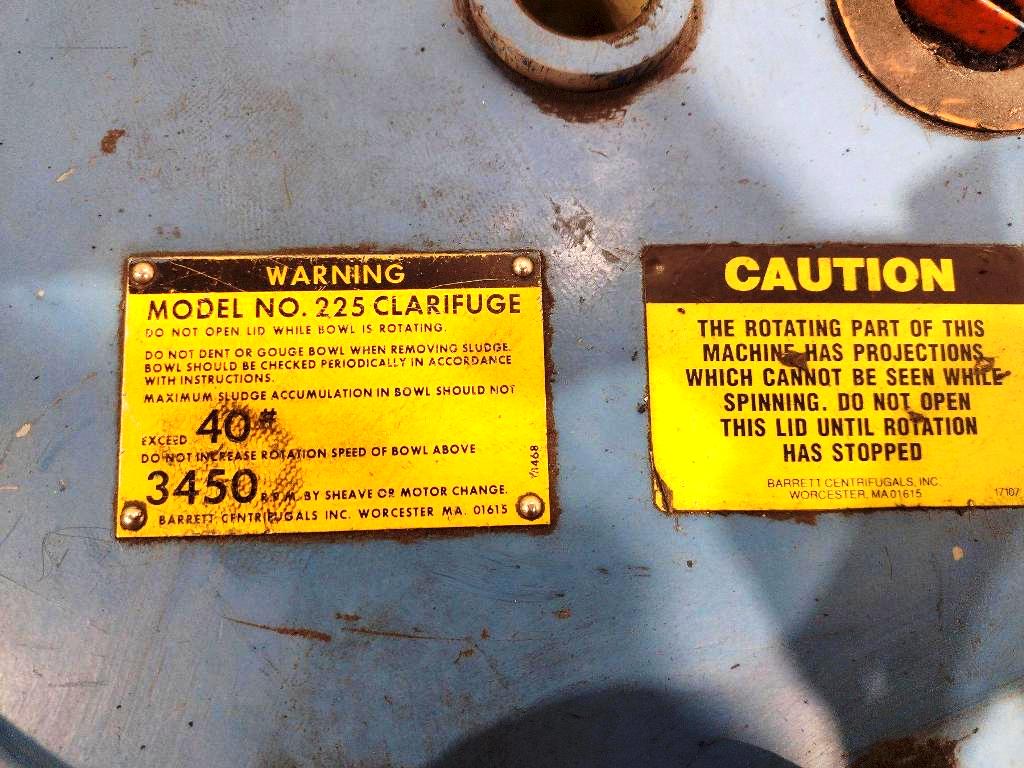 WARNING
MODEL NO. 225 CLARIFUGE
DO NOT OPEN LID WHILE BOWL IS ROTATING.
DO NOT DENT OR GOUGE BOWL WHEN REMOVING SLUDGE.
BOWL SHOULD BE CHECKED PERIODICALLY IN ACCORDANCE
WITH INSTRUCTIONS.
MAXIMUM SLUDGE ACCUMULATION IN BOWL SHOULD NOT
EXCEED 40#
DO NOT INCREASE ROTATION SPEED OF BOWL ABOVE
3450 R.P.M. BY SHEAVE OR MOTOR CHANGE.
BARRETT CENTRIFUGALS INC. WORCESTER MA. 01615
CAUTION
THE ROTATING PART OF THIS
MACHINE HAS PROJECTIONS
WHICH CANNOT BE SEEN WHILE
SPINNING. DO NOT OPEN
THIS LID UNTIL ROTATION
HAS STOPPED
BARRETT CENTRIFUGALS, INC.
WORCESTER, MA 01615
17107